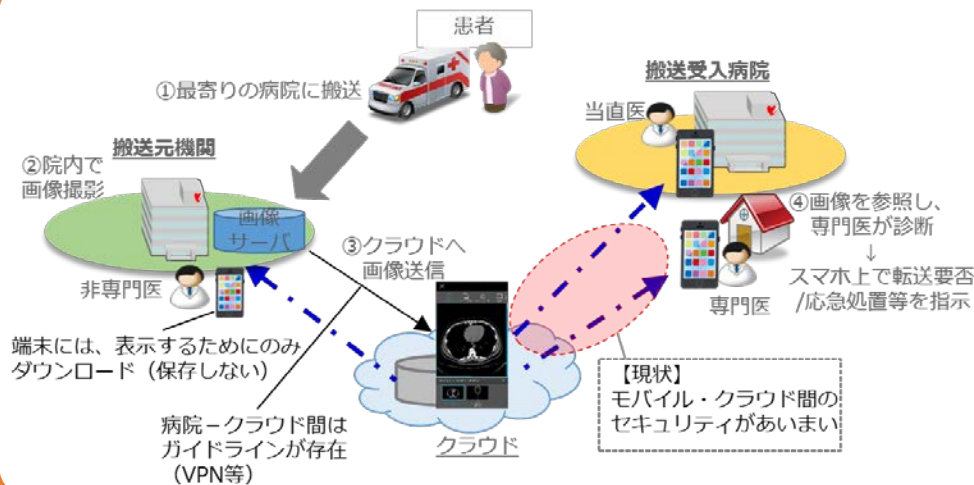 患者
①最寄りの病院に搬送
搬送元機関
②院内で
画像撮影
画像
サーバ
非専門医
端末には、表示するためにのみ
ダウンロード（保存しない）
③クラウドへ
画像送信
病院－クラウド間は
ガイドラインが存在
（VPN等）
クラウド
搬送受入病院
当直医
④画像を参照し、
専門医が診断
↓
スマホ上で転送要否
/応急処置等を指示
専門医
【現状】
モバイル・クラウド間の
セキュリティがあいまい